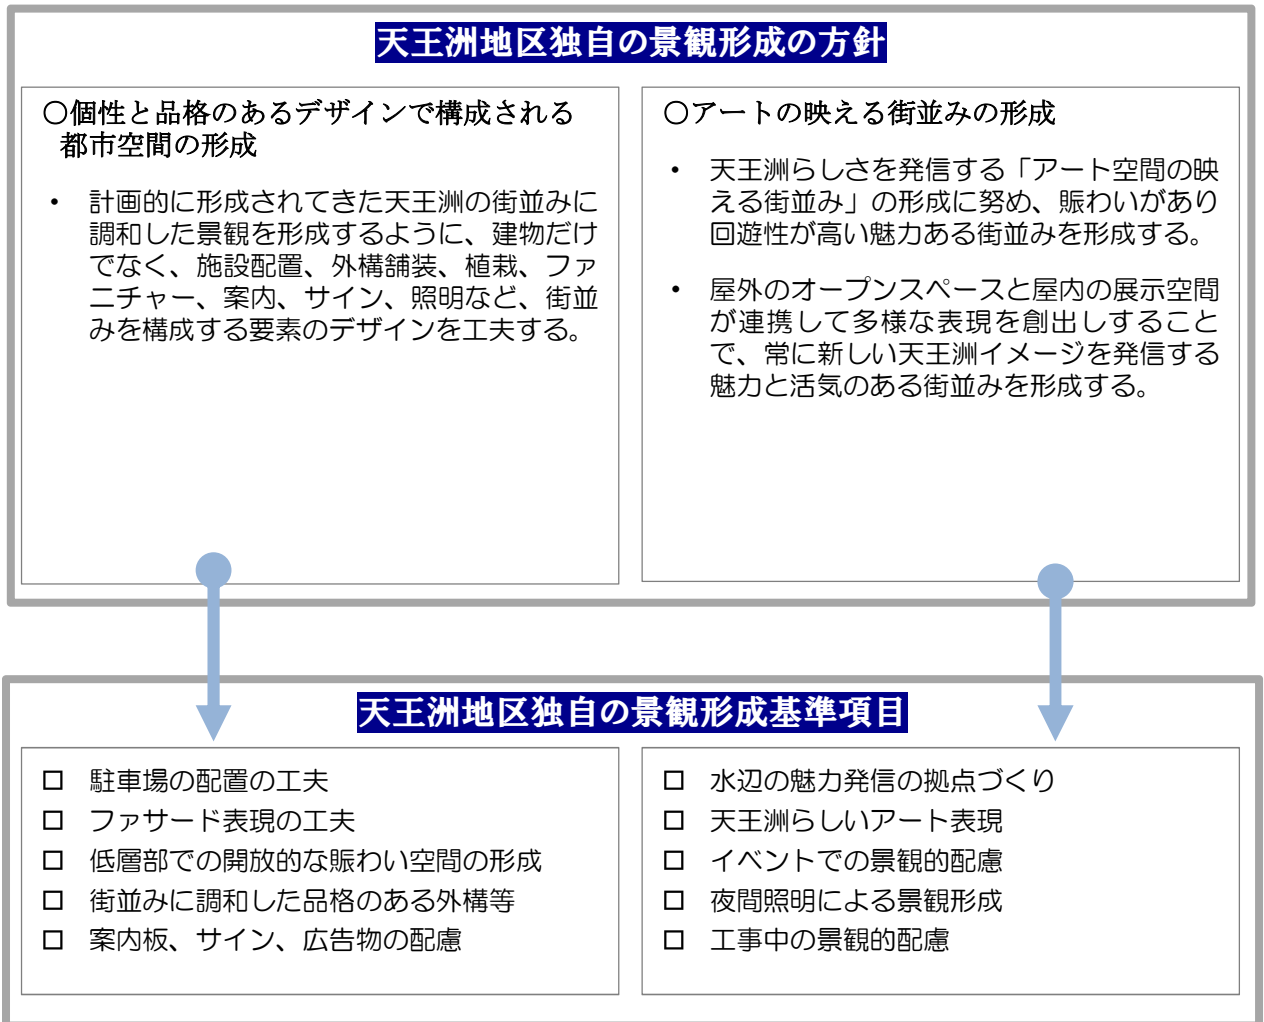 天王洲地区独自の景観形成の方針
○個性と品格のあるデザインで構成される
都市空間の形成
・ 計画的に形成されてきた天王洲の街並みに
調和した景観を形成するように、建物だけ
でなく、施設配置、外構舗装、植栽、ファ
ニチャー、案内、サイン、照明など、街並
みを構成する要素のデザインを工夫する。
○アートの映える街並みの形成
・ 天王洲らしさを発信する「アート空間の映
える街並み」の形成に努め、賑わいがあり
回遊性が高い魅力ある街並みを形成する。
・ 屋外のオープンスペースと屋内の展示空間
が連携して多様な表現を創出しすること
で、常に新しい天王洲イメージを発信する
魅力と活気のある街並みを形成する。
天王洲地区独自の景観形成基準項目
□ 駐車場の配置の工夫
□ ファサード表現の工夫
□ 低層部での開放的な賑わい空間の形成
□ 街並みに調和した品格のある外構等
□ 案内板、サイン、広告物の配慮
□ 水辺の魅力発信の拠点づくり
□ 天王洲らしいアート表現
□ イベントでの景観的配慮
□ 夜間照明による景観形成
□ 工事中の景観的配慮